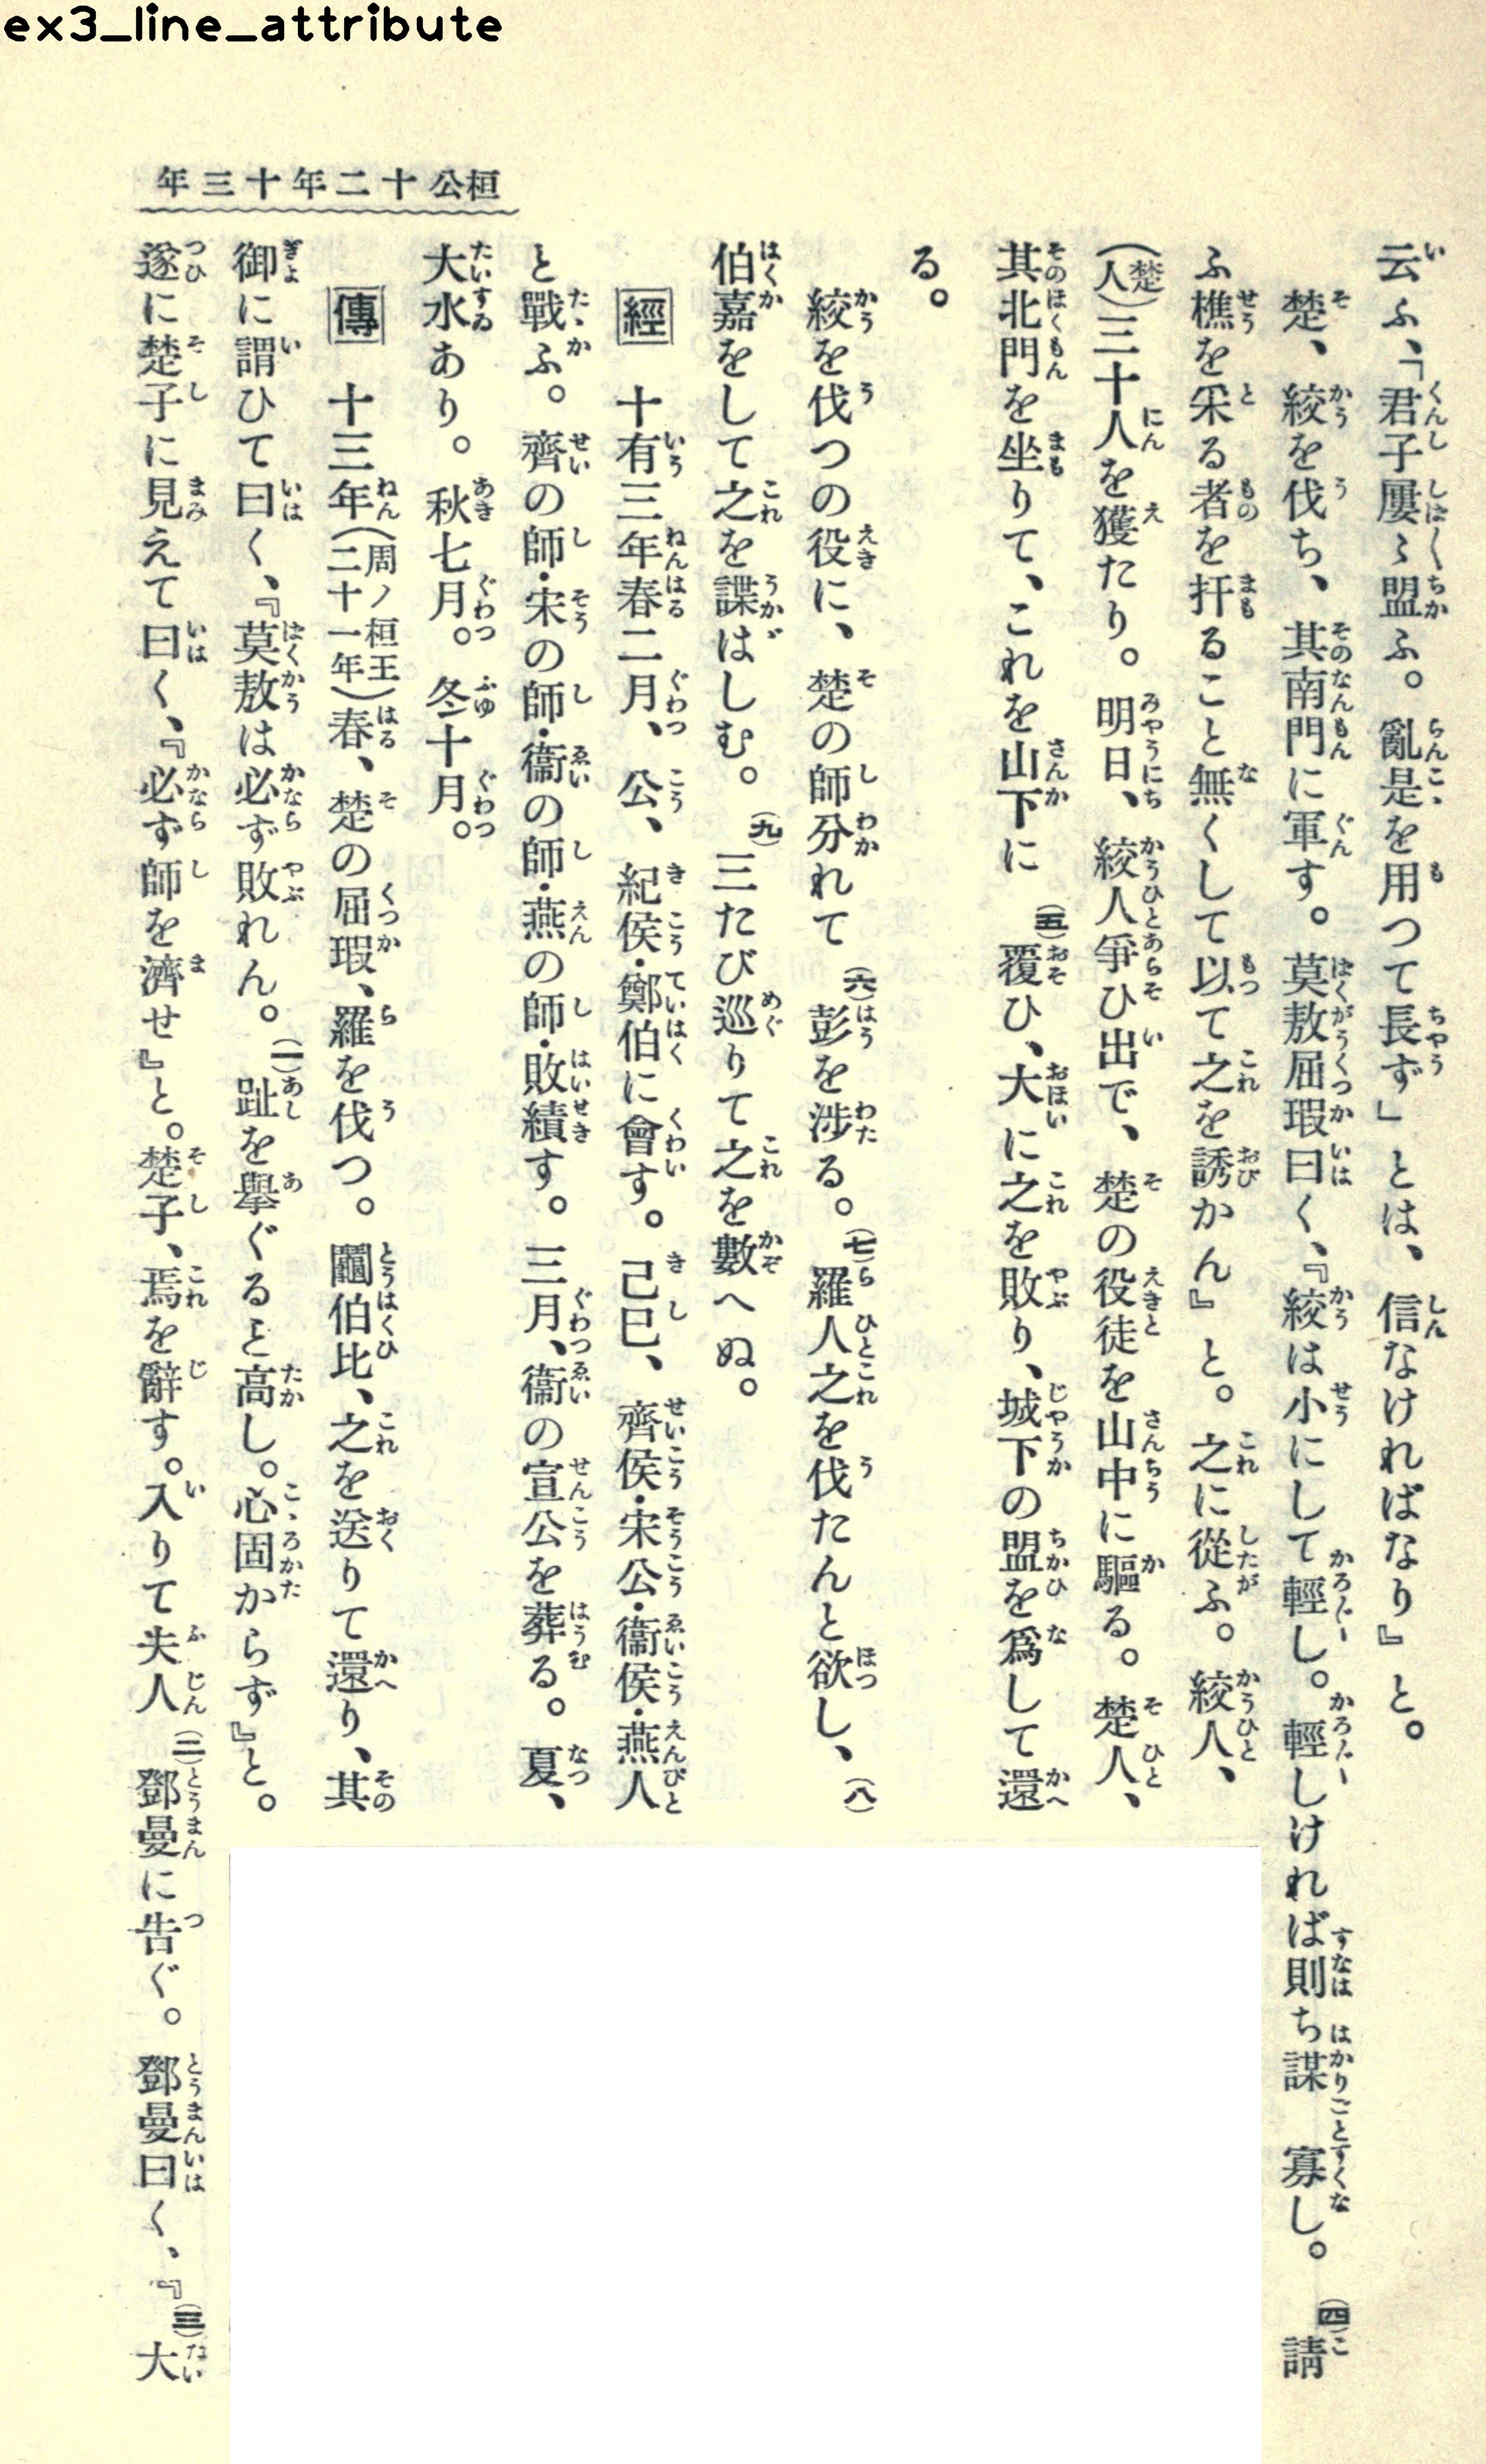 ex3_line_attribute
桓公十二年十三年
云ふ、「君子屢〻盟ふ。亂是を用つて長ず」とは、信なければなり』と。
楚、絞を伐ち、其南門に軍す。莫敖屈瑕曰く、『絞は小にして輕し。輕しければ則ち謀寡し。(四)請
ふ樵を采る者を扞ること無くして以て之を誘かん』と。之に從ふ。絞人、
(楚人)三十人を獲たり。明日、絞人爭ひ出で、楚の役徒を山中に驅る。楚人、
其北門を坐りて、これを山下に(五)覆ひ、大に之を敗り、城下の盟を爲して還
る。
絞を伐つの役に、楚の師分れて(六)彭を涉る。(七)羅人之を伐たんと欲し、(八)
伯嘉をして之を諜はしむ。(九)三たび巡りて之を數へぬ。
經 十有三年春二月、公、紀侯·鄭伯に會す。己巳、齊侯·宋公·衞侯·燕人
と戰ふ。齊の師·宋の師·衞の師·燕の師·敗績す。三月、衞の宣公を葬る。夏、
大水あり。秋七月。冬十月。
傳 十三年(周ノ桓王二十一年)春、楚の屈瑕、羅を伐つ。鬭伯比、之を送りて還り、其
御に謂ひて曰く、『莫敖は必ず敗れん。(一)趾を擧ぐること高し。心固からず』と。
遂に楚子に見えて曰く、『必ず師を濟せ』と。楚子、焉を辭す。入りて夫人(二)鄧曼に告ぐ。鄧曼曰く、『(三)大